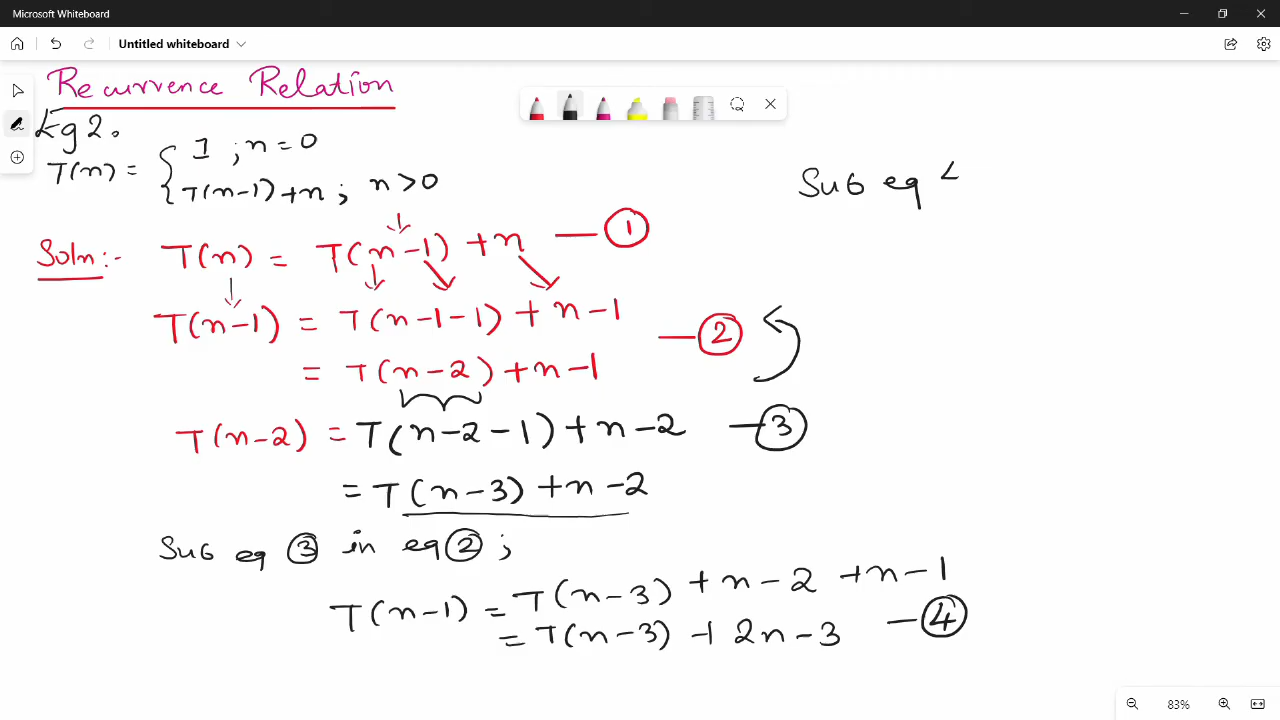 Microsoft Whiteboard
Untitled whiteboard
Recurrence Relation
Eg 2.
T(n) = { 1 ; n = 0
{ T(n-1)+n ; n > 0
Sub eq 4
Soln:- T(n) = T(n-1) + n — ①
T(n-1) = T(n-1-1) + n-1
= T(n-2) + n-1 — ②
T(n-2) = T(n-2-1) + n-2 — ③
= T(n-3) + n-2
Sub eq ③ in eq ② ;
T(n-1) = T(n-3) + n-2 + n-1
= T(n-3) + 2n-3 — ④
83%